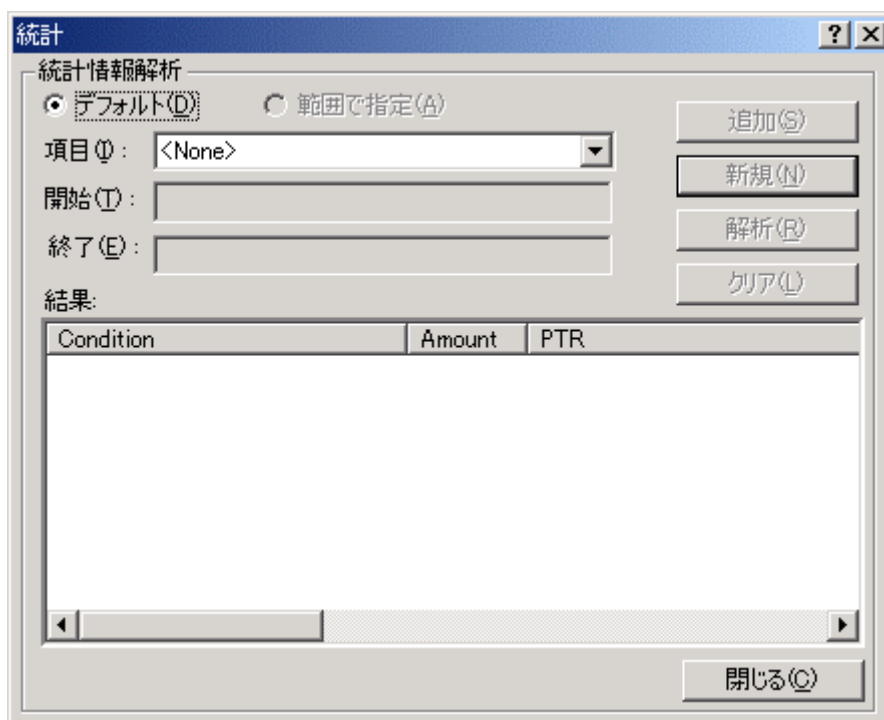 統計
統計情報解析
デフォルト(D) 範囲で指定(A)
追加(S)
項目(I): <None>
新規(N)
開始(T):
解析(R)
終了(E):
クリア(L)
結果:
Condition Amount PTR
閉じる(C)